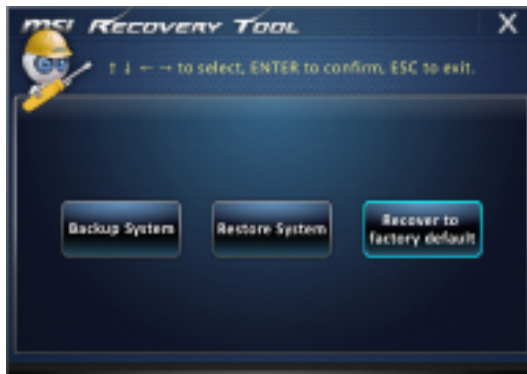 msi RECOVERY TOOL X
↑ ↓ ← → to select, ENTER to confirm, ESC to exit.
Backup System
Restore System
Recover to
factory default